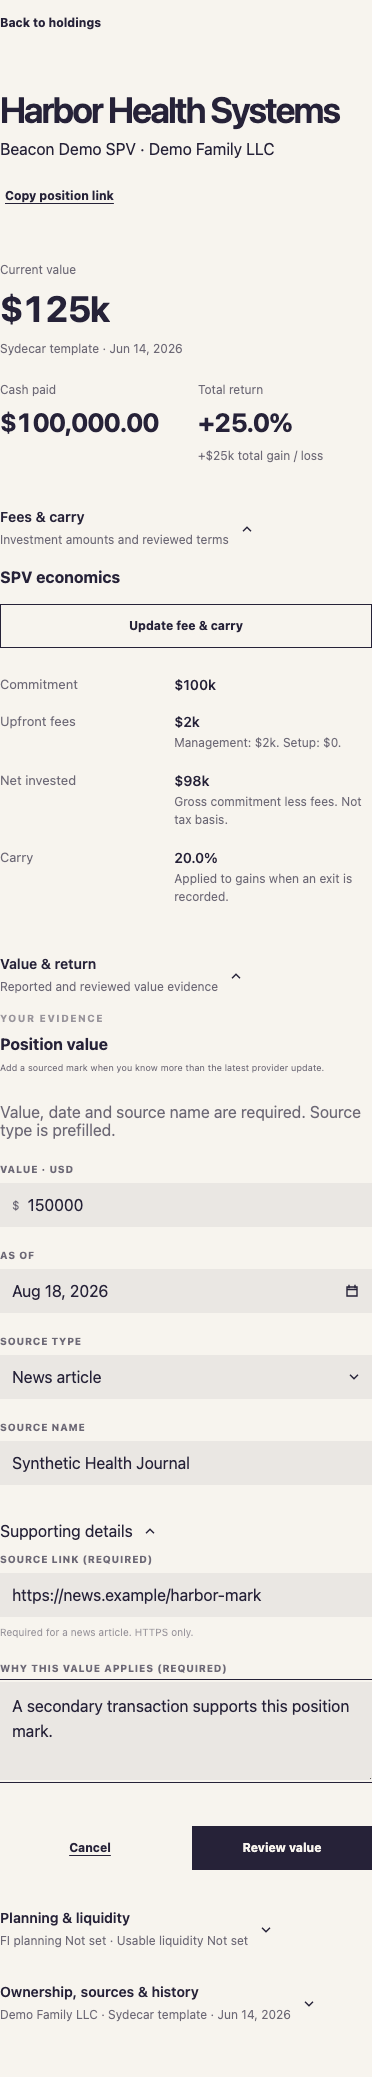 Back to holdings
Harbor Health Systems
Beacon Demo SPV · Demo Family LLC
Copy position link
Current value
$125k
Sydecar template · Jun 14, 2026
Cash paid
$100,000.00
Total return
+25.0%
+$25k total gain / loss
Fees & carry
Investment amounts and reviewed terms
SPV economics
Update fee & carry
Commitment
$100k
Upfront fees
$2k
Management: $2k. Setup: $0.
Net invested
$98k
Gross commitment less fees. Not
tax basis.
Carry
20.0%
Applied to gains when an exit is
recorded.
Value & return
Reported and reviewed value evidence
YOUR EVIDENCE
Position value
Add a sourced mark when you know more than the latest provider update.
Value, date and source name are required. Source
type is prefilled.
VALUE · USD
$ 150000
AS OF
Aug 18, 2026
SOURCE TYPE
News article
SOURCE NAME
Synthetic Health Journal
Supporting details
SOURCE LINK (REQUIRED)
https://news.example/harbor-mark
Required for a news article. HTTPS only.
WHY THIS VALUE APPLIES (REQUIRED)
A secondary transaction supports this position
mark.
Cancel
Review value
Planning & liquidity
FI planning Not set · Usable liquidity Not set
Ownership, sources & history
Demo Family LLC · Sydecar template · Jun 14, 2026